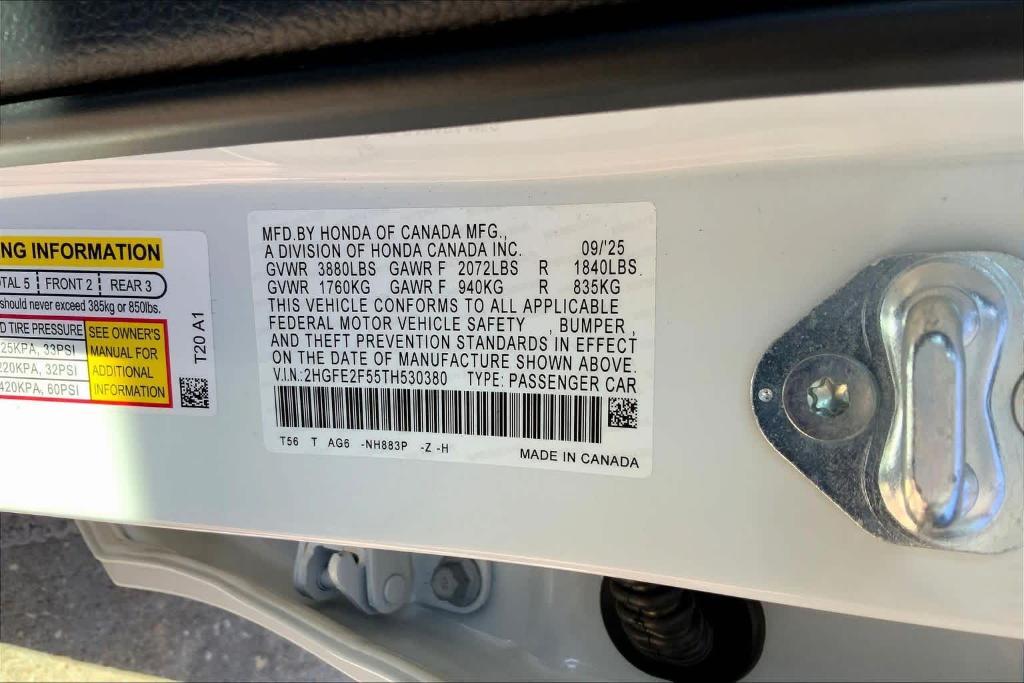 NG INFORMATION
OTAL 5 FRONT 2 REAR 3
should never exceed 385kg or 850lbs.
D TIRE PRESSURE
25KPA, 33PSI
220KPA, 32PSI
420KPA, 60PSI
SEE OWNER'S
MANUAL FOR
ADDITIONAL
INFORMATION
T20 A1
MFD.BY HONDA OF CANADA MFG.,
A DIVISION OF HONDA CANADA INC. 09/'25
GVWR 3880LBS GAWR F 2072LBS R 1840LBS
GVWR 1760KG GAWR F 940KG R 835KG
THIS VEHICLE CONFORMS TO ALL APPLICABLE
FEDERAL MOTOR VEHICLE SAFETY , BUMPER ,
AND THEFT PREVENTION STANDARDS IN EFFECT
ON THE DATE OF MANUFACTURE SHOWN ABOVE.
V.I.N:2HGFE2F55TH530380 TYPE: PASSENGER CAR
T56 T AG6 -NH883P -Z -H
MADE IN CANADA